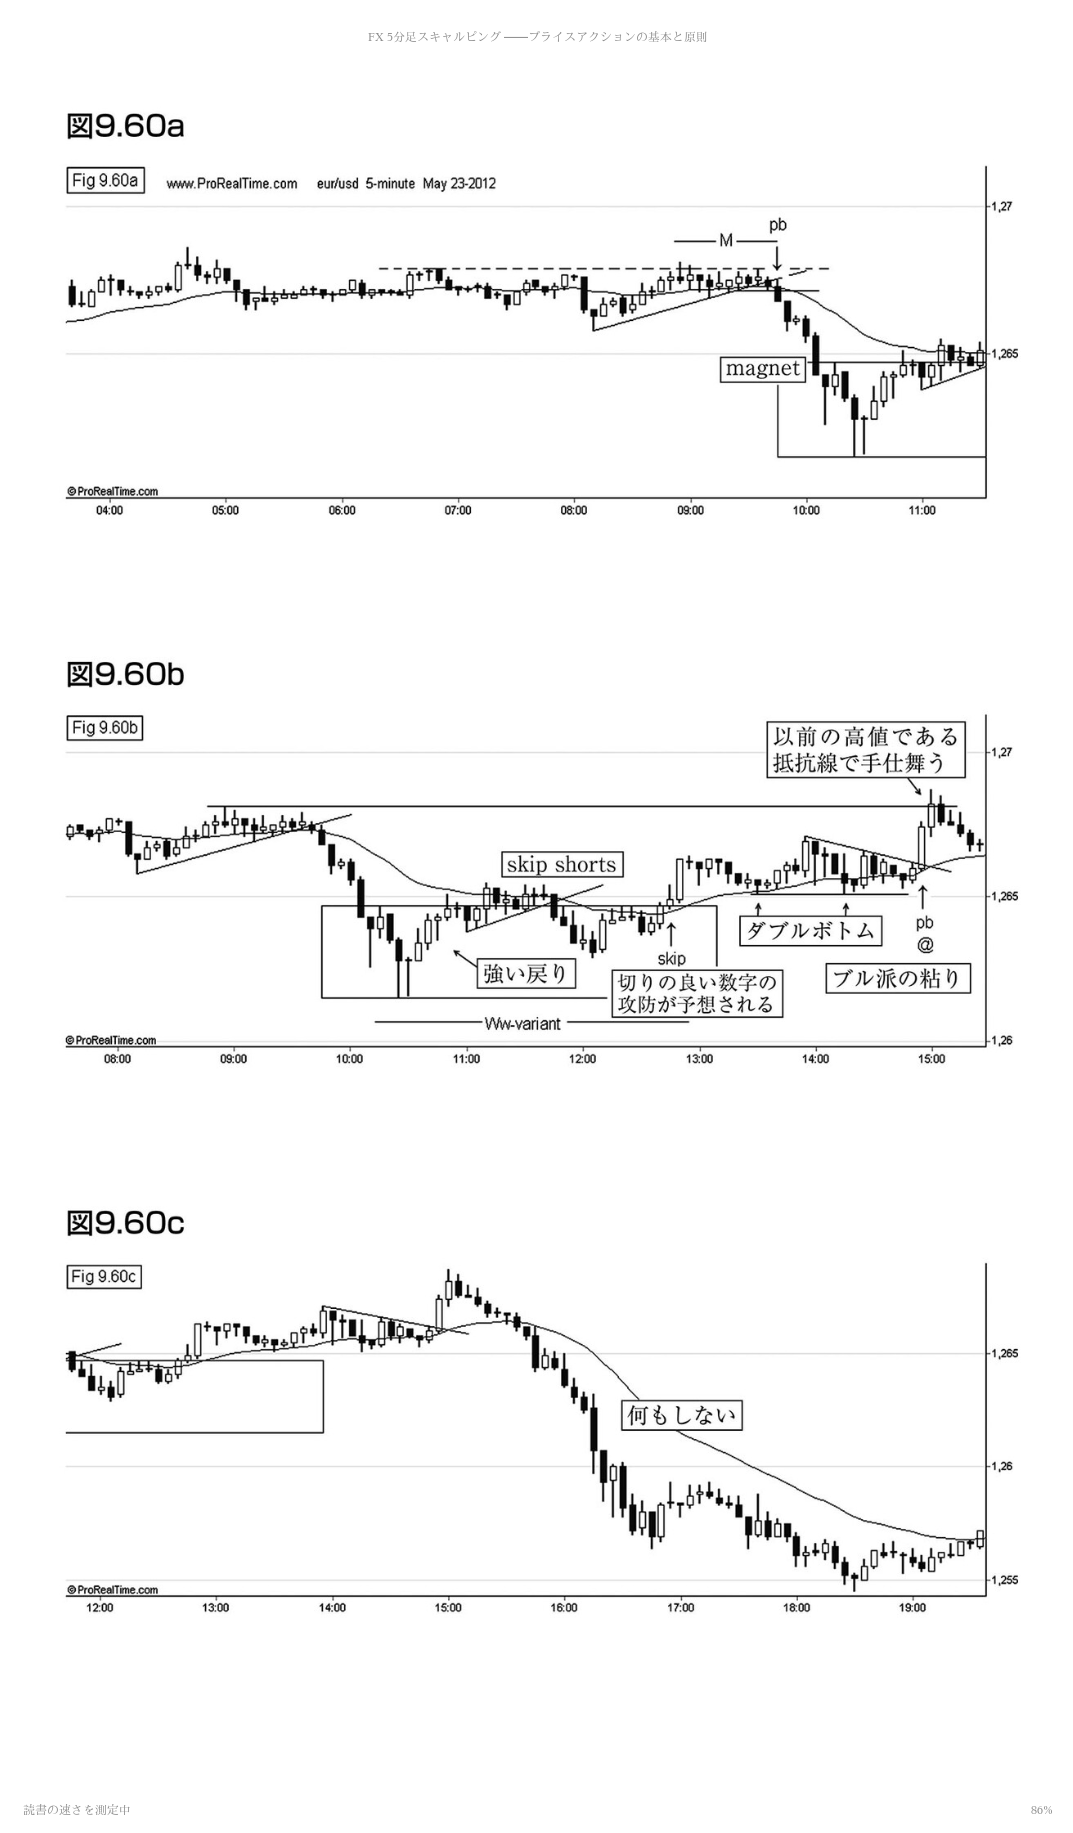 FX 5分足スキャルピング ――プライスアクションの基本と原則
図9.60a
Fig 9.60a www.ProRealTime.com eur/usd 5-minute May 23-2012
pb
M
magnet
1,27
1,265
©ProRealTime.com
04:00 05:00 06:00 07:00 08:00 09:00 10:00 11:00
図9.60b
Fig 9.60b
以前の高値である
抵抗線で手仕舞う
1,27
skip shorts
1,265
強い戻り
skip
切りの良い数字の
攻防が予想される
ダブルボトム
pb
@
ブル派の粘り
Ww-variant
©ProRealTime.com
1,26
08:00 09:00 10:00 11:00 12:00 13:00 14:00 15:00
図9.60c
Fig 9.60c
1,265
何もしない
1,26
1,255
©ProRealTime.com
12:00 13:00 14:00 15:00 16:00 17:00 18:00 19:00
読書の速さを測定中 86%